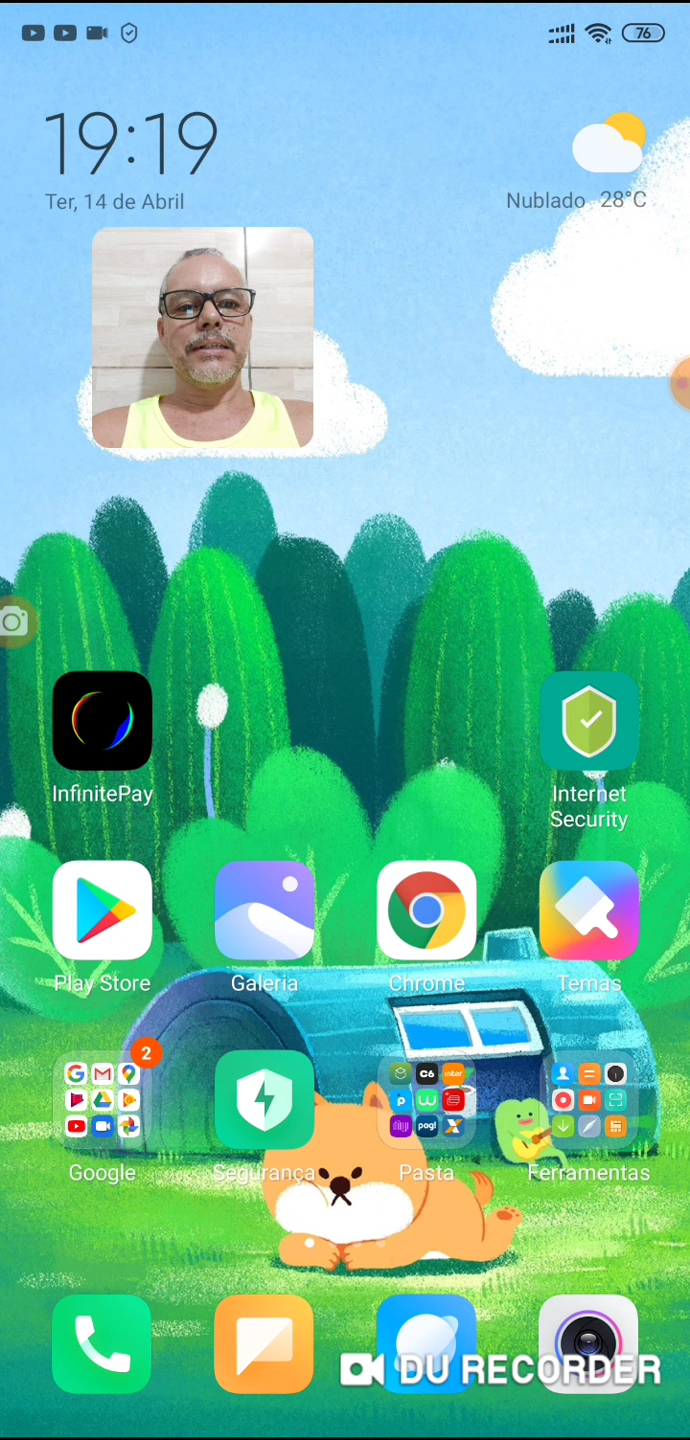 76
19:19
Ter, 14 de Abril
Nublado 28°C
InfinitePay
Internet
Security
Play Store
Galeria
Chrome
Temas
2
C6
inter
pag!
Google
Segurança
Pasta
Ferramentas
DU RECORDER